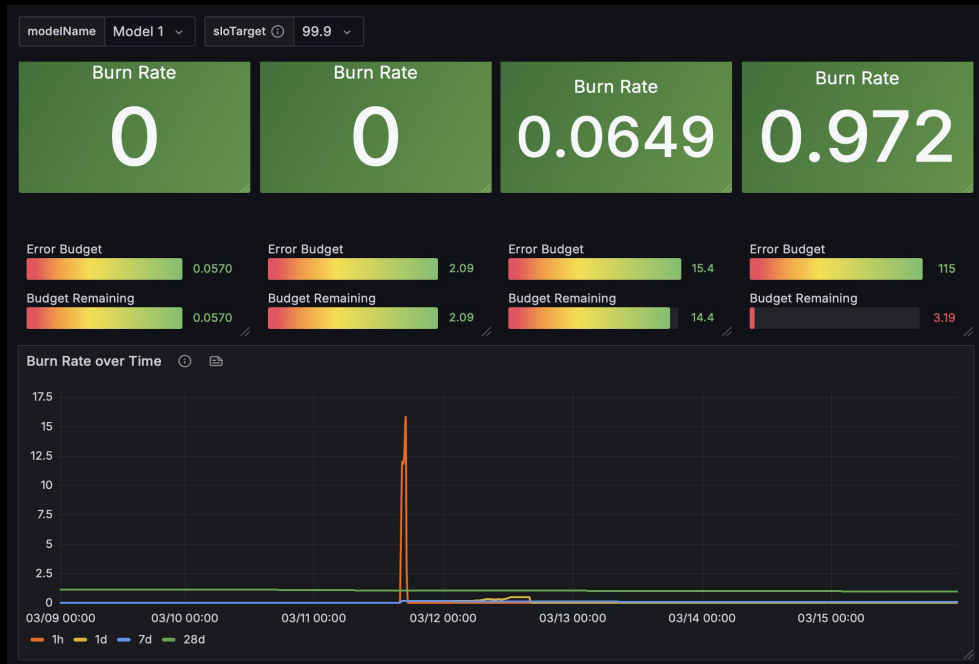 modelName Model 1 sloTarget 99.9
Burn Rate Burn Rate Burn Rate Burn Rate
0 0 0.0649 0.972
Error Budget Error Budget Error Budget Error Budget
0.0570 2.09 15.4 115
Budget Remaining Budget Remaining Budget Remaining Budget Remaining
0.0570 2.09 14.4 3.19
Burn Rate over Time
17.5
15
12.5
10
7.5
5
2.5
0
03/09 00:00 03/10 00:00 03/11 00:00 03/12 00:00 03/13 00:00 03/14 00:00 03/15 00:00
1h 1d 7d 28d